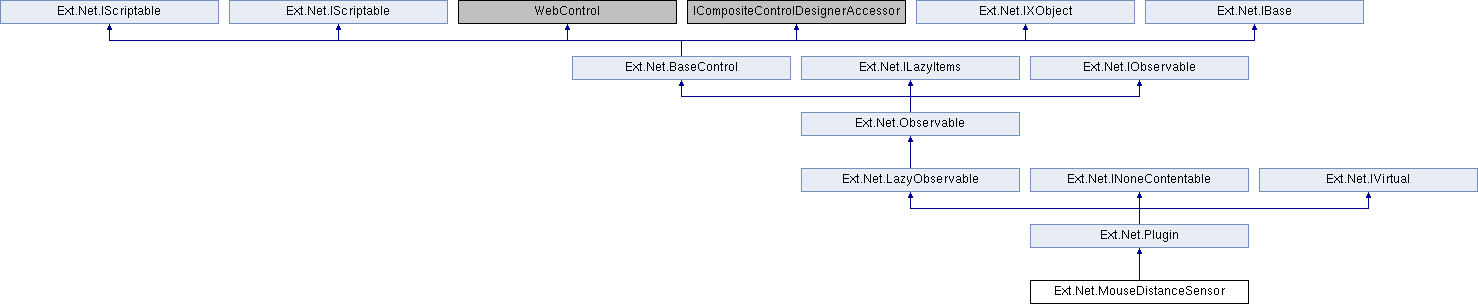 Ext.Net.IScriptable
Ext.Net.IScriptable
WebControl
ICompositeControlDesignerAccessor
Ext.Net.IXObject
Ext.Net.IBase
Ext.Net.BaseControl
Ext.Net.ILazyItems
Ext.Net.IObservable
Ext.Net.Observable
Ext.Net.LazyObservable
Ext.Net.INoneContentable
Ext.Net.IVirtual
Ext.Net.Plugin
Ext.Net.MouseDistanceSensor